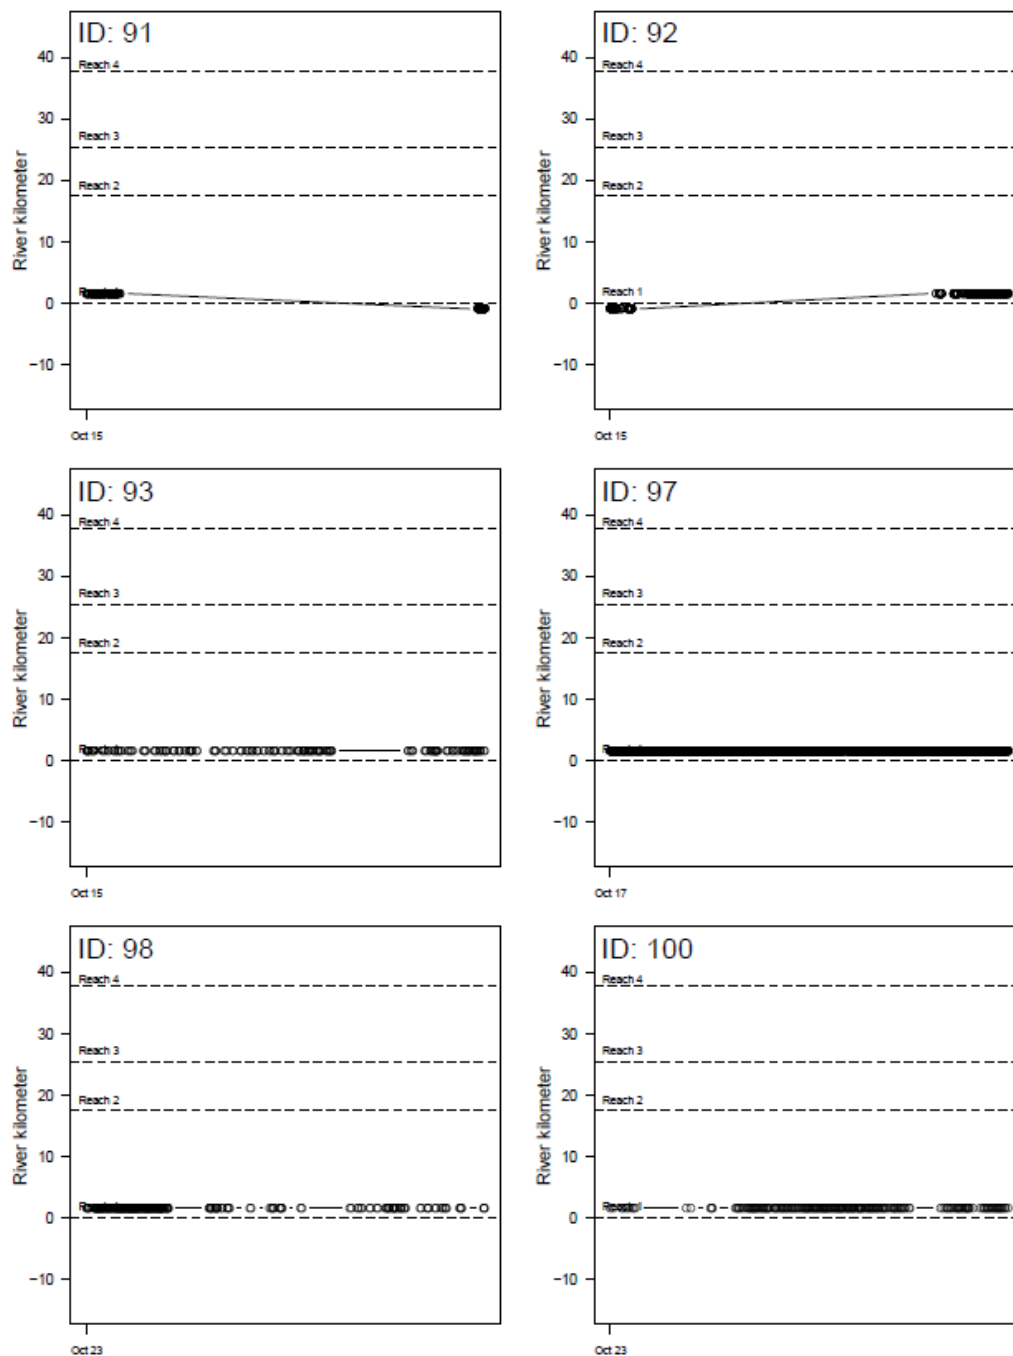 ID: 91
40
Reach 4
30
Reach 3
20
Reach 2
10
0
−10
River kilometer
Oct 15
ID: 92
40
Reach 4
30
Reach 3
20
Reach 2
10
Reach 1
0
−10
River kilometer
Oct 15
ID: 93
40
Reach 4
30
Reach 3
20
Reach 2
10
0
−10
River kilometer
Oct 15
ID: 97
40
Reach 4
30
Reach 3
20
Reach 2
10
0
−10
River kilometer
Oct 17
ID: 98
40
Reach 4
30
Reach 3
20
Reach 2
10
0
−10
River kilometer
Oct 23
ID: 100
40
Reach 4
30
Reach 3
20
Reach 2
10
Reach 1
0
−10
River kilometer
Oct 23